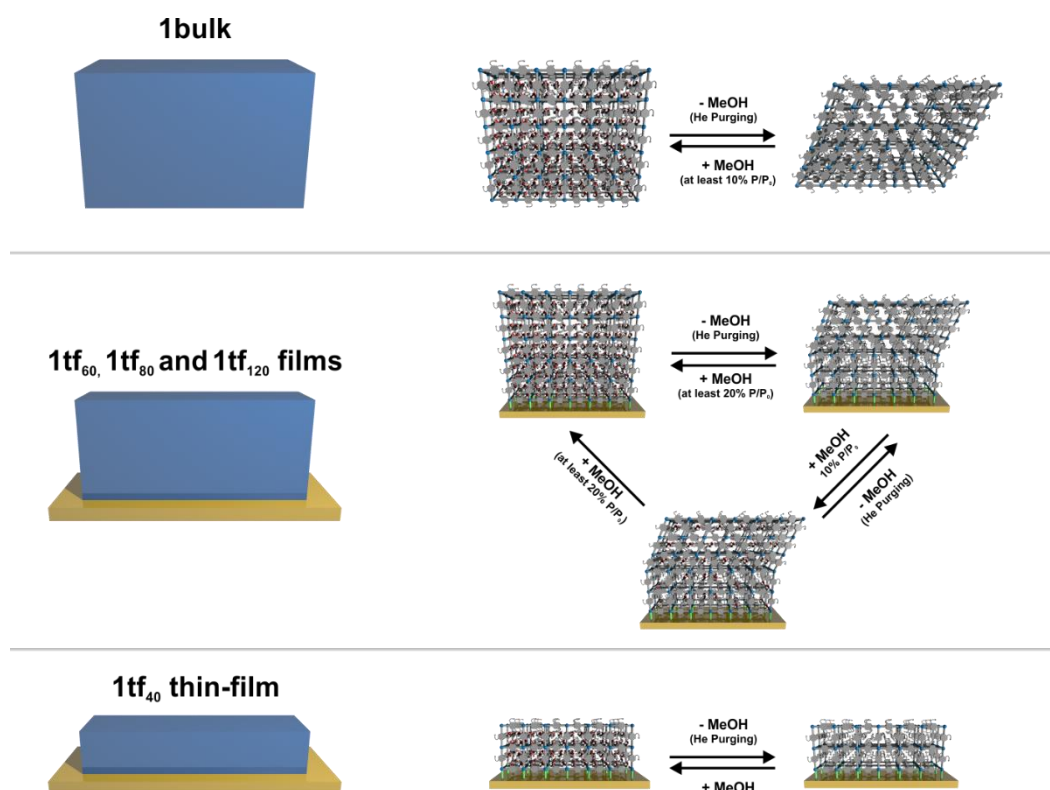 1bulk
- MeOH
(He Purging)
+ MeOH
(at least 10% P/P₀)
1tf₆₀, 1tf₈₀ and 1tf₁₂₀ films
- MeOH
(He Purging)
+ MeOH
(at least 20% P/P₀)
+ MeOH
(at least 20% P/P₀)
+ MeOH
10% P/P₀
- MeOH
(He Purging)
1tf₄₀ thin-film
- MeOH
(He Purging)
+ MeOH